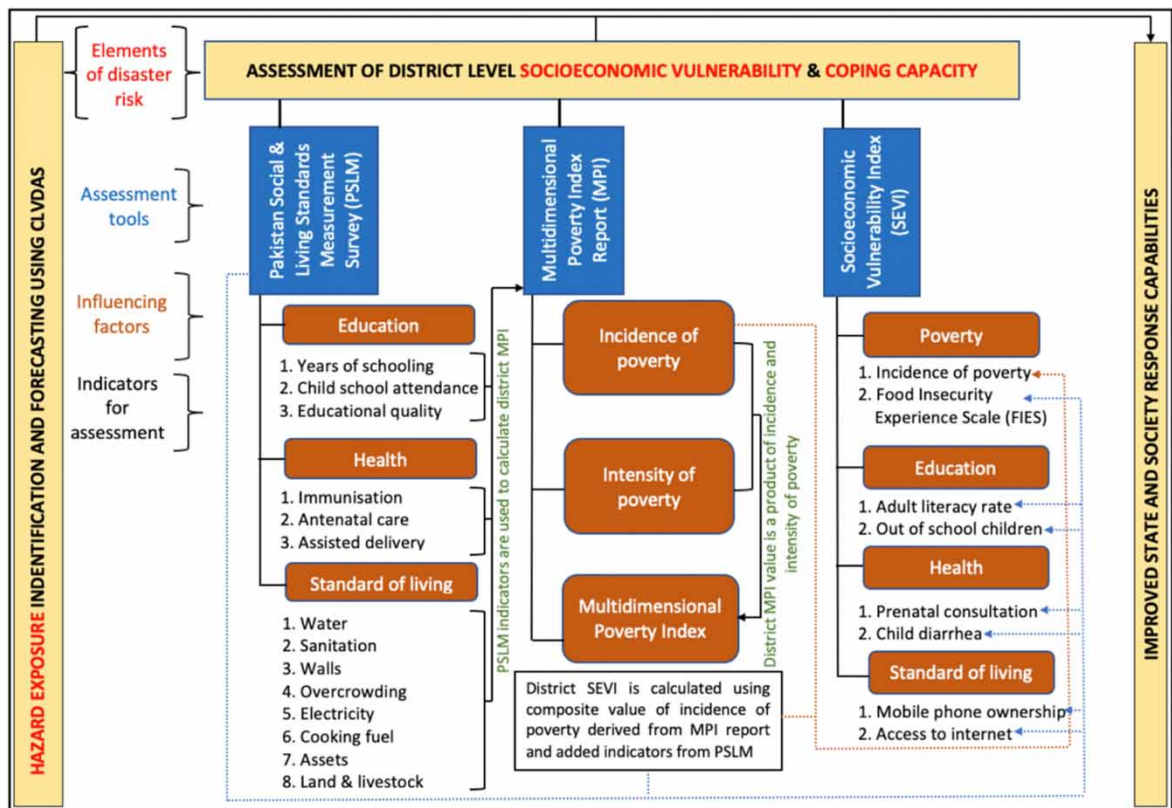 HAZARD EXPOSURE INDENTIFICATION AND FORECASTING USING CLVDAS
Elements
of disaster
risk
Assessment
tools
Influencing
factors
Indicators
for
assessment
ASSESSMENT OF DISTRICT LEVEL SOCIOECONOMIC VULNERABILITY & COPING CAPACITY
Pakistan Social &
Living Standards
Measurement
Survey (PSLM)
Education
1. Years of schooling
2. Child school attendance
3. Educational quality
Health
1. Immunisation
2. Antenatal care
3. Assisted delivery
Standard of living
1. Water
2. Sanitation
3. Walls
4. Overcrowding
5. Electricity
6. Cooking fuel
7. Assets
8. Land & livestock
PSLM indicators are used to calculate district MPI
Multidimensional
Poverty Index
Report (MPI)
Incidence of
poverty
Intensity of
poverty
Multidimensional
Poverty Index
District MPI value is a product of incidence and
intensity of poverty
District SEVI is calculated using
composite value of incidence of
poverty derived from MPI report
and added indicators from PSLM
Socioeconomic
Vulnerability Index
(SEVI)
Poverty
1. Incidence of poverty
2. Food Insecurity
Experience Scale (FIES)
Education
1. Adult literacy rate
2. Out of school children
Health
1. Prenatal consultation
2. Child diarrhea
Standard of living
1. Mobile phone ownership
2. Access to internet
IMPROVED STATE AND SOCIETY RESPONSE CAPABILITIES